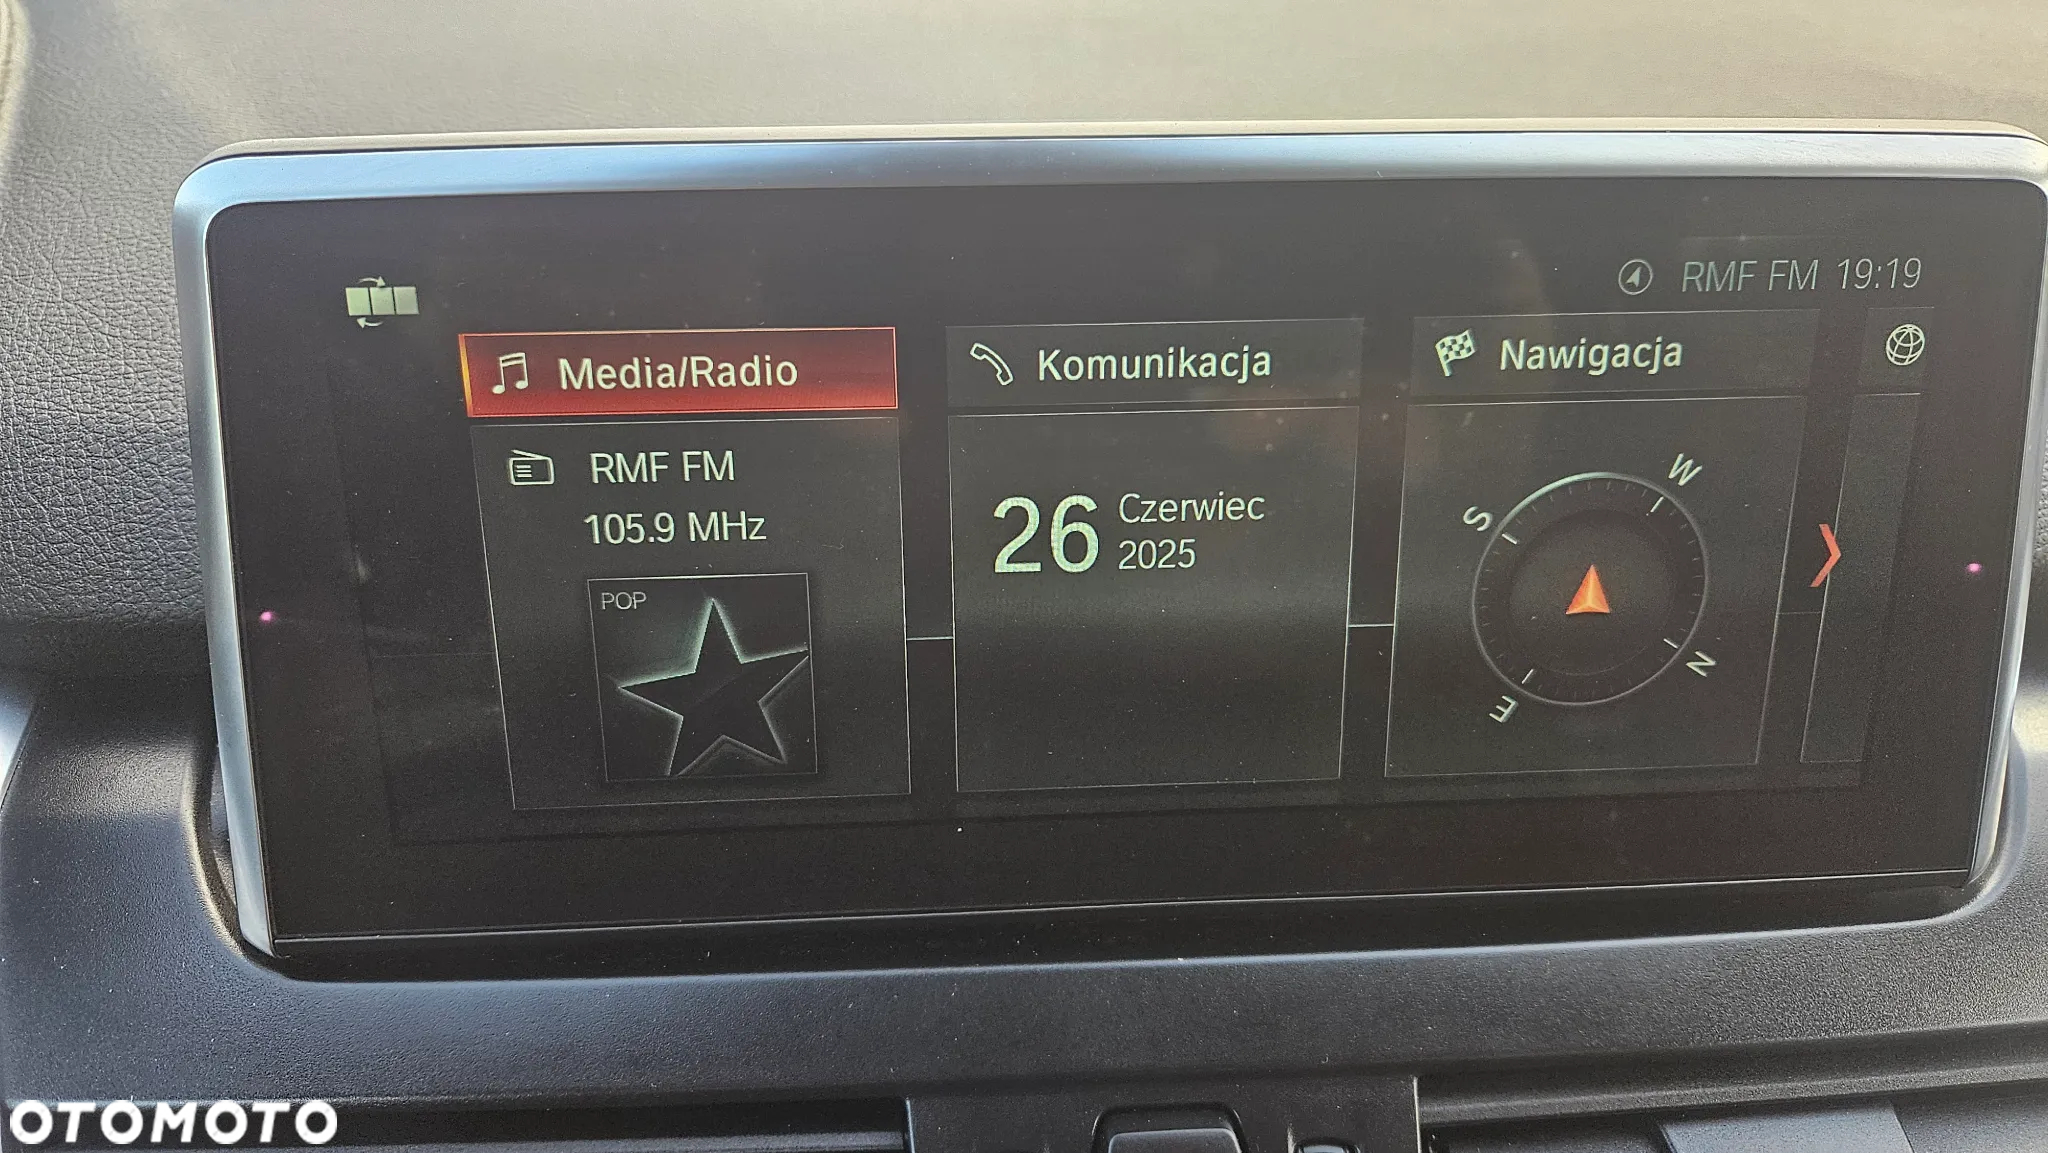 RMF FM 19:19
Media/Radio
Komunikacja
Nawigacja
RMF FM
105.9 MHz
POP
26 Czerwiec
2025
W
S
N
E
OTOMOTO